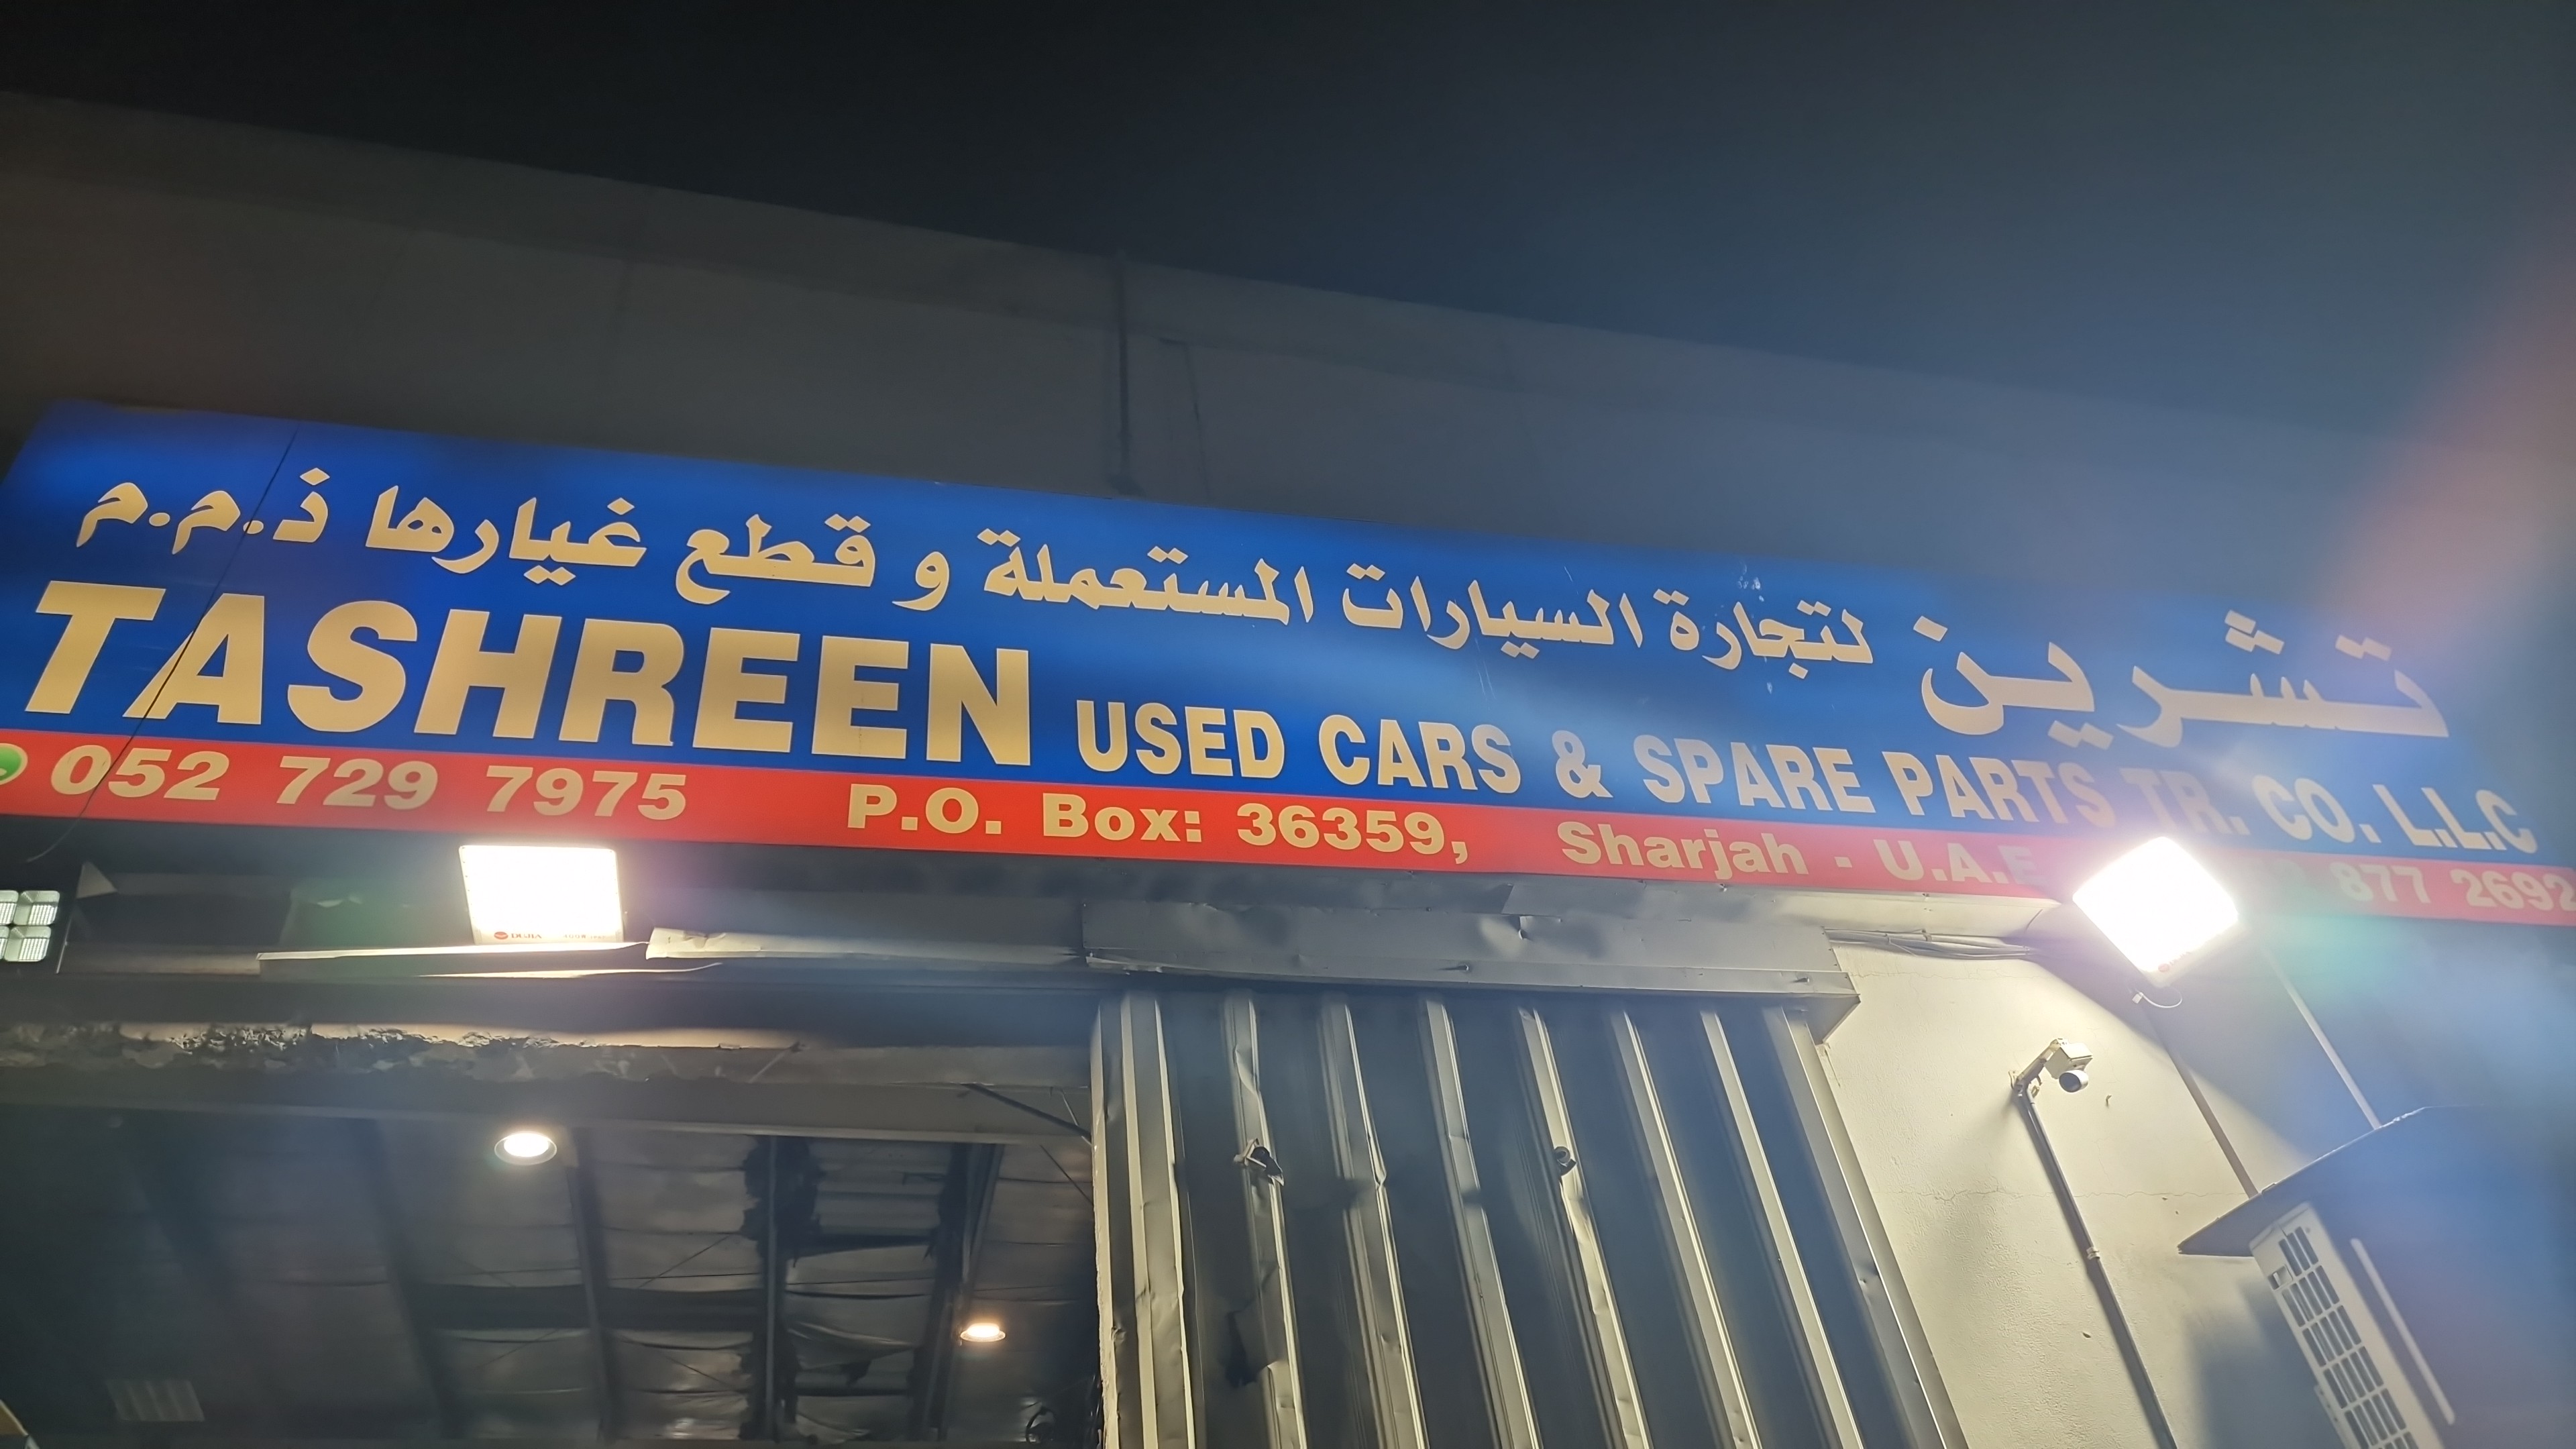 تشرين لتجارة السيارات المستعملة و قطع غيارها ذ.م.م
TASHREEN USED CARS & SPARE PARTS TR. CO. L.L.C
052 729 7975 P.O. Box: 36359, Sharjah - U.A.E 877 2692